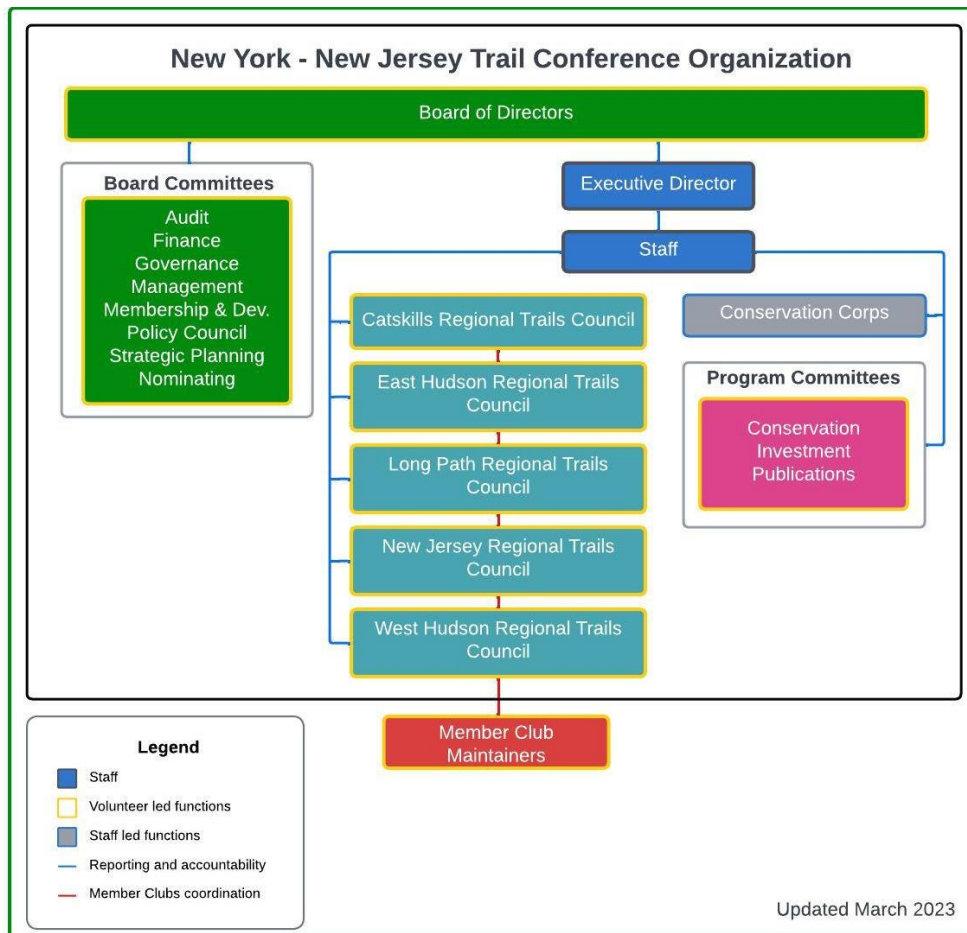 New York - New Jersey Trail Conference Organization
Board of Directors
Board Committees
Audit
Finance
Governance
Management
Membership & Dev.
Policy Council
Strategic Planning
Nominating
Executive Director
Staff
Catskills Regional Trails Council
East Hudson Regional Trails
Council
Long Path Regional Trails
Council
New Jersey Regional Trails
Council
West Hudson Regional Trails
Council
Conservation Corps
Program Committees
Conservation
Investment
Publications
Member Club
Maintainers
Legend
Staff
Volunteer led functions
Staff led functions
Reporting and accountability
Member Clubs coordination
Updated March 2023